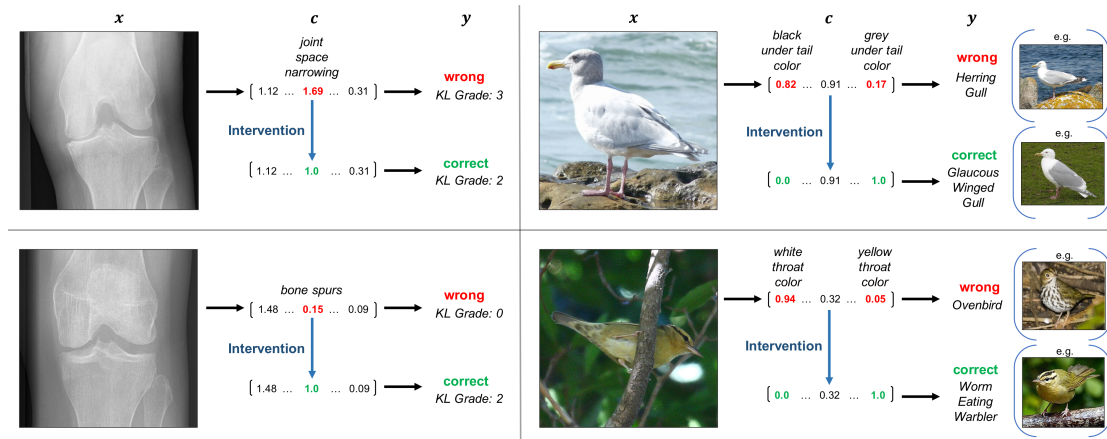 x c y
joint
space
narrowing
[ 1.12 ... 1.69 ... 0.31 ]
wrong
KL Grade: 3
Intervention
[ 1.12 ... 1.0 ... 0.31 ]
correct
KL Grade: 2
x c y
black
under tail
color
grey
under tail
color
[ 0.82 ... 0.91 ... 0.17 ]
wrong
Herring
Gull
e.g.
Intervention
[ 0.0 ... 0.91 ... 1.0 ]
correct
Glaucous
Winged
Gull
e.g.
bone spurs
[ 1.48 ... 0.15 ... 0.09 ]
wrong
KL Grade: 0
Intervention
[ 1.48 ... 1.0 ... 0.09 ]
correct
KL Grade: 2
white
throat
color
yellow
throat
color
[ 0.94 ... 0.32 ... 0.05 ]
wrong
Ovenbird
e.g.
Intervention
[ 0.0 ... 0.32 ... 1.0 ]
correct
Worm
Eating
Warbler
e.g.